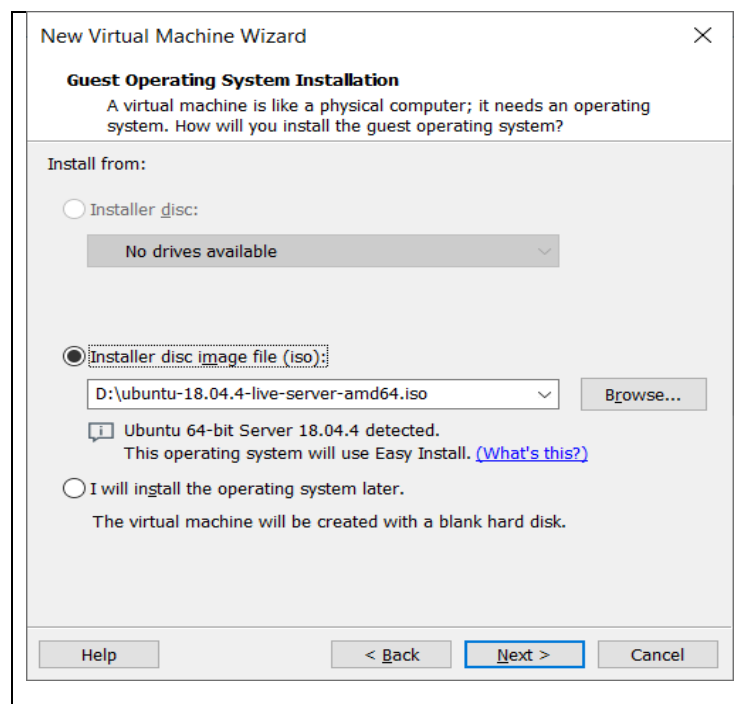 New Virtual Machine Wizard
Guest Operating System Installation
A virtual machine is like a physical computer; it needs an operating
system. How will you install the guest operating system?
Install from:
Installer disc:
No drives available
Installer disc image file (iso):
D:\ubuntu-18.04.4-live-server-amd64.iso
Browse...
Ubuntu 64-bit Server 18.04.4 detected.
This operating system will use Easy Install. (What's this?)
I will install the operating system later.
The virtual machine will be created with a blank hard disk.
Help < Back Next > Cancel